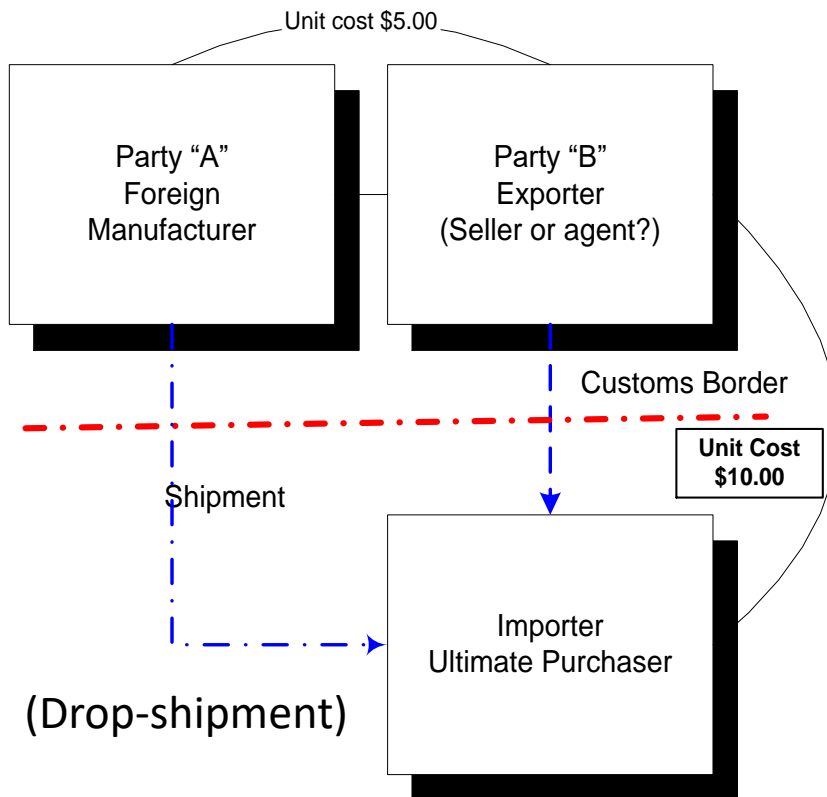 Unit cost $5.00
Party “A”
Foreign
Manufacturer
Party “B”
Exporter
(Seller or agent?)
Customs Border
Unit Cost
$10.00
Shipment
Importer
Ultimate Purchaser
(Drop-shipment)